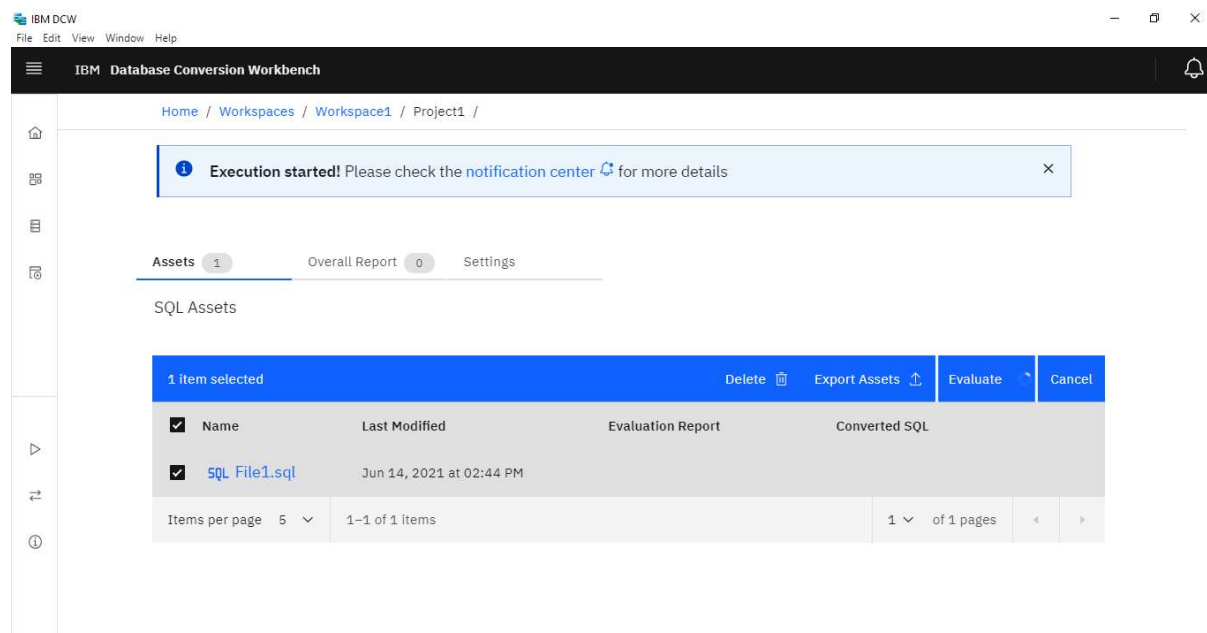 IBM DCW
File Edit View Window Help
IBM Database Conversion Workbench
Home / Workspaces / Workspace1 / Project1 /
Execution started! Please check the notification center for more details
Assets 1 Overall Report 0 Settings
SQL Assets
1 item selected Delete Export Assets Evaluate Cancel
Name Last Modified Evaluation Report Converted SQL
SQL File1.sql Jun 14, 2021 at 02:44 PM
Items per page 5 1–1 of 1 items 1 of 1 pages